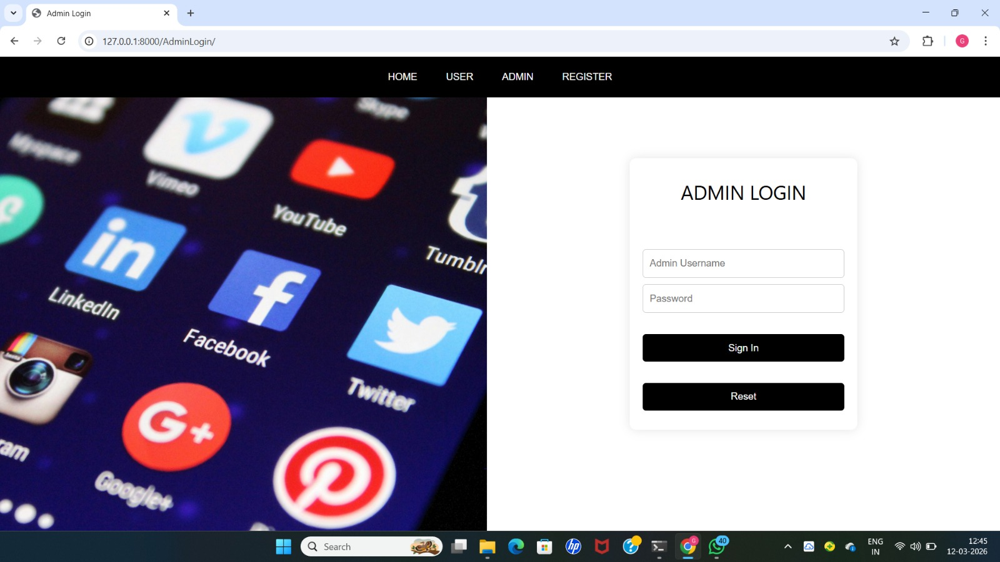 Admin Login
127.0.0.1:8000/AdminLogin/
G
HOME USER ADMIN REGISTER
Myspace
Vimeo
Skype
YouTube
Tumblr
in
LinkedIn
f
Facebook
Twitter
G+
Google+
ram
ADMIN LOGIN
Admin Username
Password
Sign In
Reset
Search
hp
G
40
ENG
IN
12:45
12-03-2026